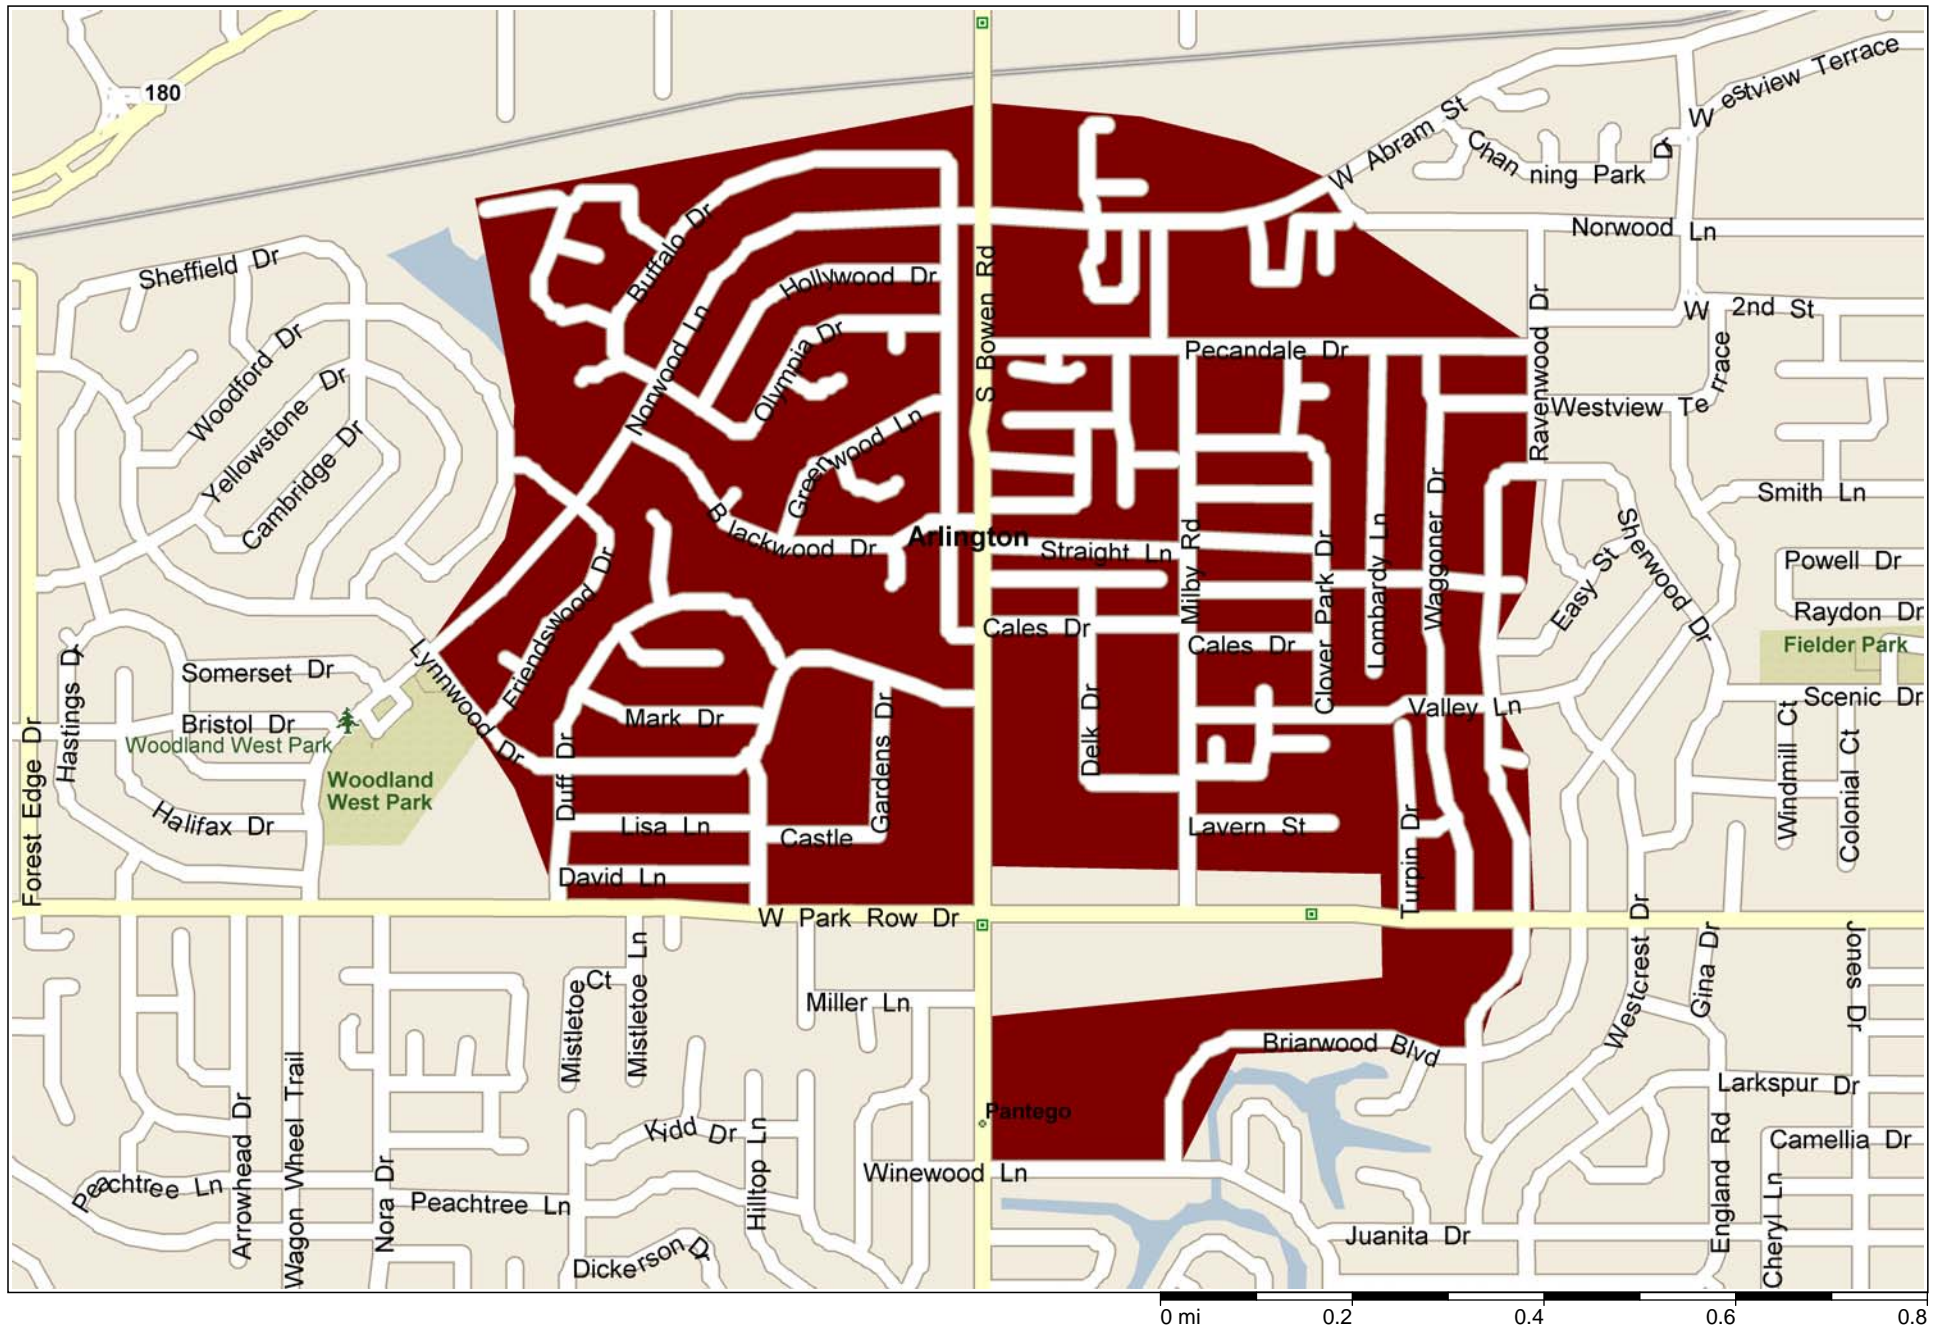 180
W Abram St
Westview Terrace
Channing Park Dr
Norwood Ln
Sheffield Dr
Buffalo Dr
Hollywood Dr
S Bowen Rd
Ravenwood Dr
W 2nd St
Woodford Dr
Norwood Ln
Olympia Dr
Pecandale Dr
Yellowstone Dr
Cambridge Dr
Greenwood Ln
Westview Terrace
Smith Ln
Blackwood Dr
Arlington
Straight Ln
Milby Rd
Clover Park Dr
Lombardy Ln
Waggoner Dr
Easy St
Sherwood Dr
Powell Dr
Raydon Dr
Fielder Park
Friendswood Dr
Cales Dr
Cales Dr
Lynnwood Dr
Somerset Dr
Hastings Dr
Bristol Dr
Woodland West Park
Woodland
West Park
Forest Edge Dr
Halifax Dr
Mark Dr
Duff Dr
Gardens Dr
Delk Dr
Valley Ln
Scenic Dr
Windmill Ct
Colonial Ct
Lisa Ln
Castle
Lavern St
Turpin Dr
David Ln
W Park Row Dr
Westcrest Dr
Gina Dr
Jones Dr
Mistletoe Ct
Mistletoe Ln
Miller Ln
Briarwood Blvd
Larkspur Dr
Pantego
Kidd Dr
Hilltop Ln
Arrowhead Dr
Wagon Wheel Trail
Nora Dr
Peachtree Ln
Peachtree Ln
Winewood Ln
Camellia Dr
England Rd
Cheryl Ln
Juanita Dr
Dickerson Dr
0 mi 0.2 0.4 0.6 0.8